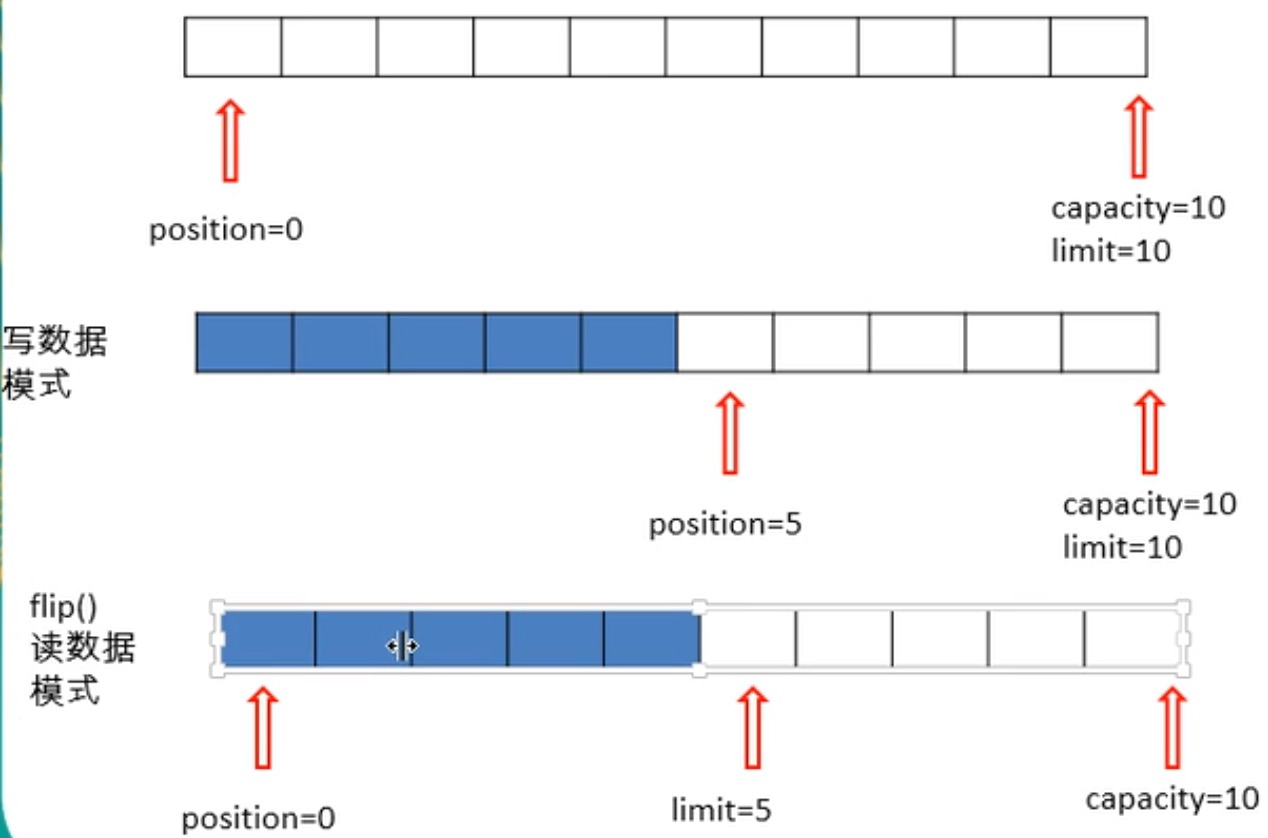 position=0
capacity=10
limit=10
写数据
模式
position=5
capacity=10
limit=10
flip()
读数据
模式
position=0
limit=5
capacity=10